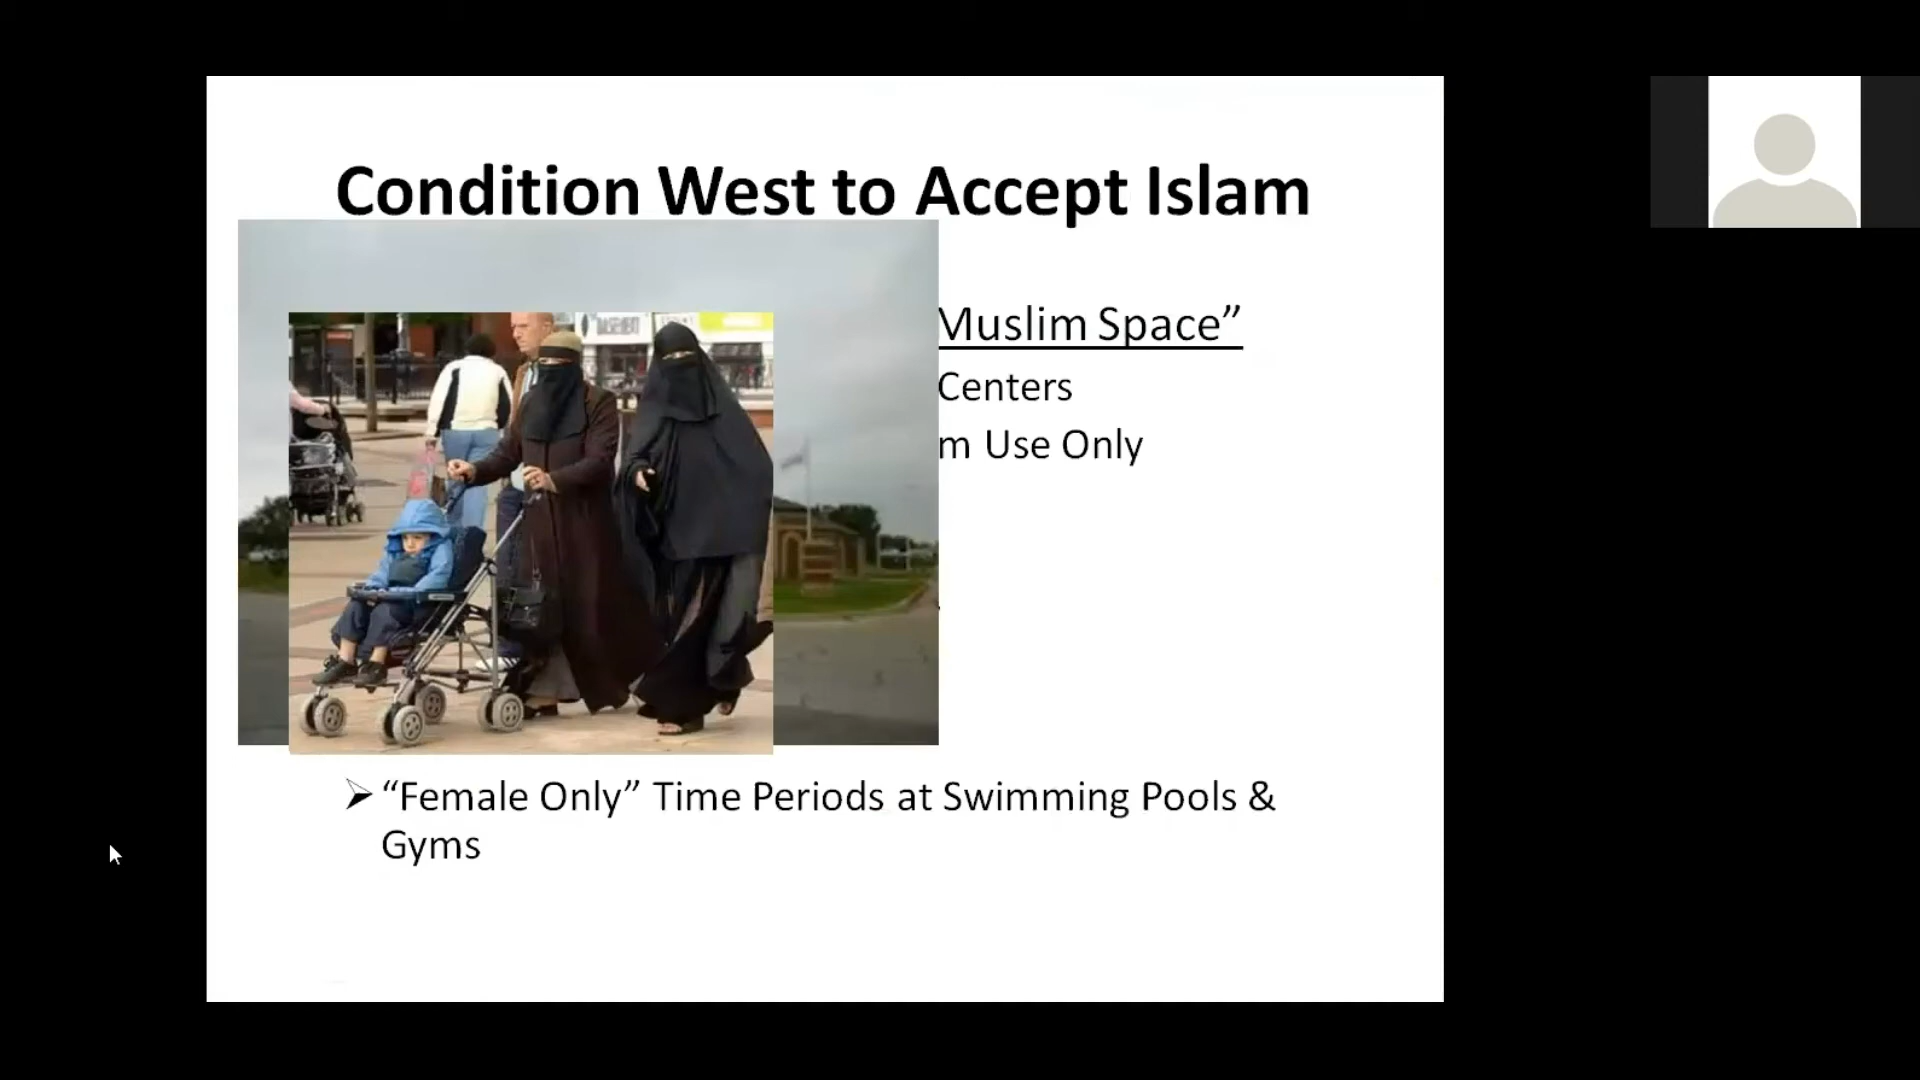 Condition West to Accept Islam
Muslim Space”
Centers
m Use Only
“Female Only” Time Periods at Swimming Pools &
Gyms